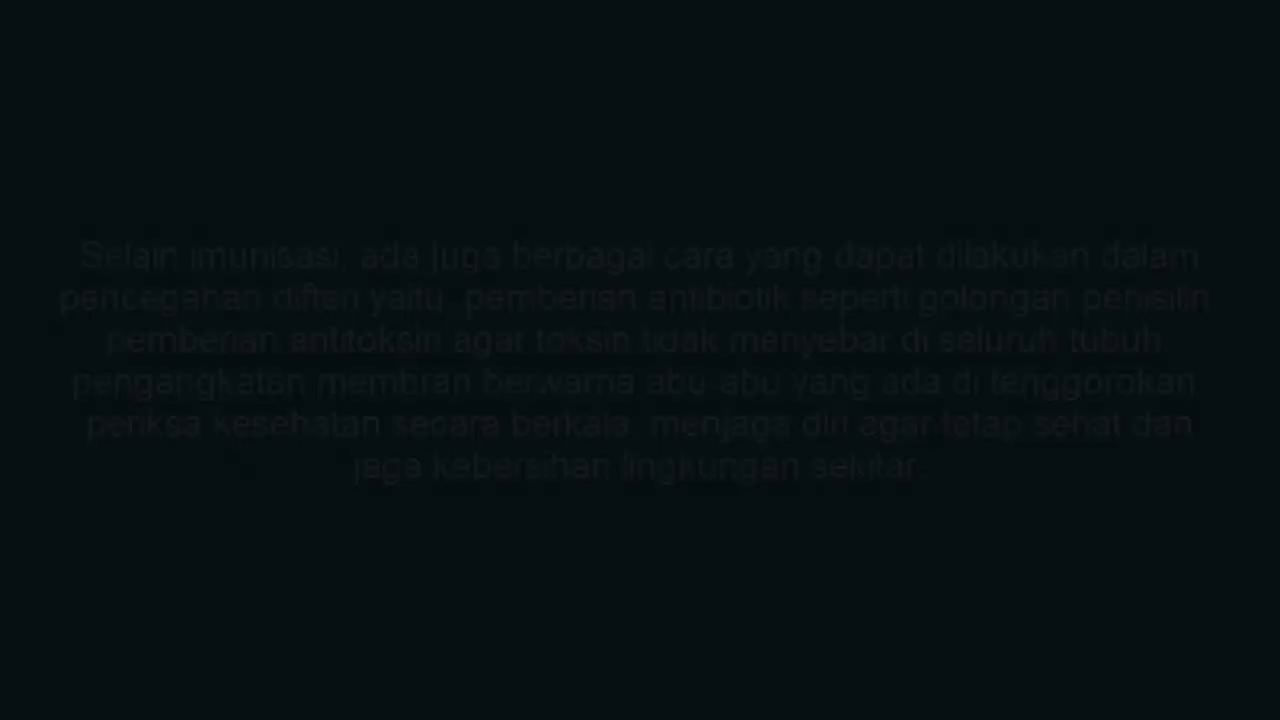 Selain imunisasi, ada juga berbagai cara yang dapat dilakukan dalam
pencegahan difteri yaitu, pemberian antibiotik seperti golongan penisilin
pemberian antitoksin agar toksin tidak menyebar di seluruh tubuh,
pengangkatan membran berwarna abu abu yang ada di tenggorokan
periksa kesehatan secara berkala, menjaga diri agar tetap sehat dan
jaga kebersihan lingkungan sekitar.